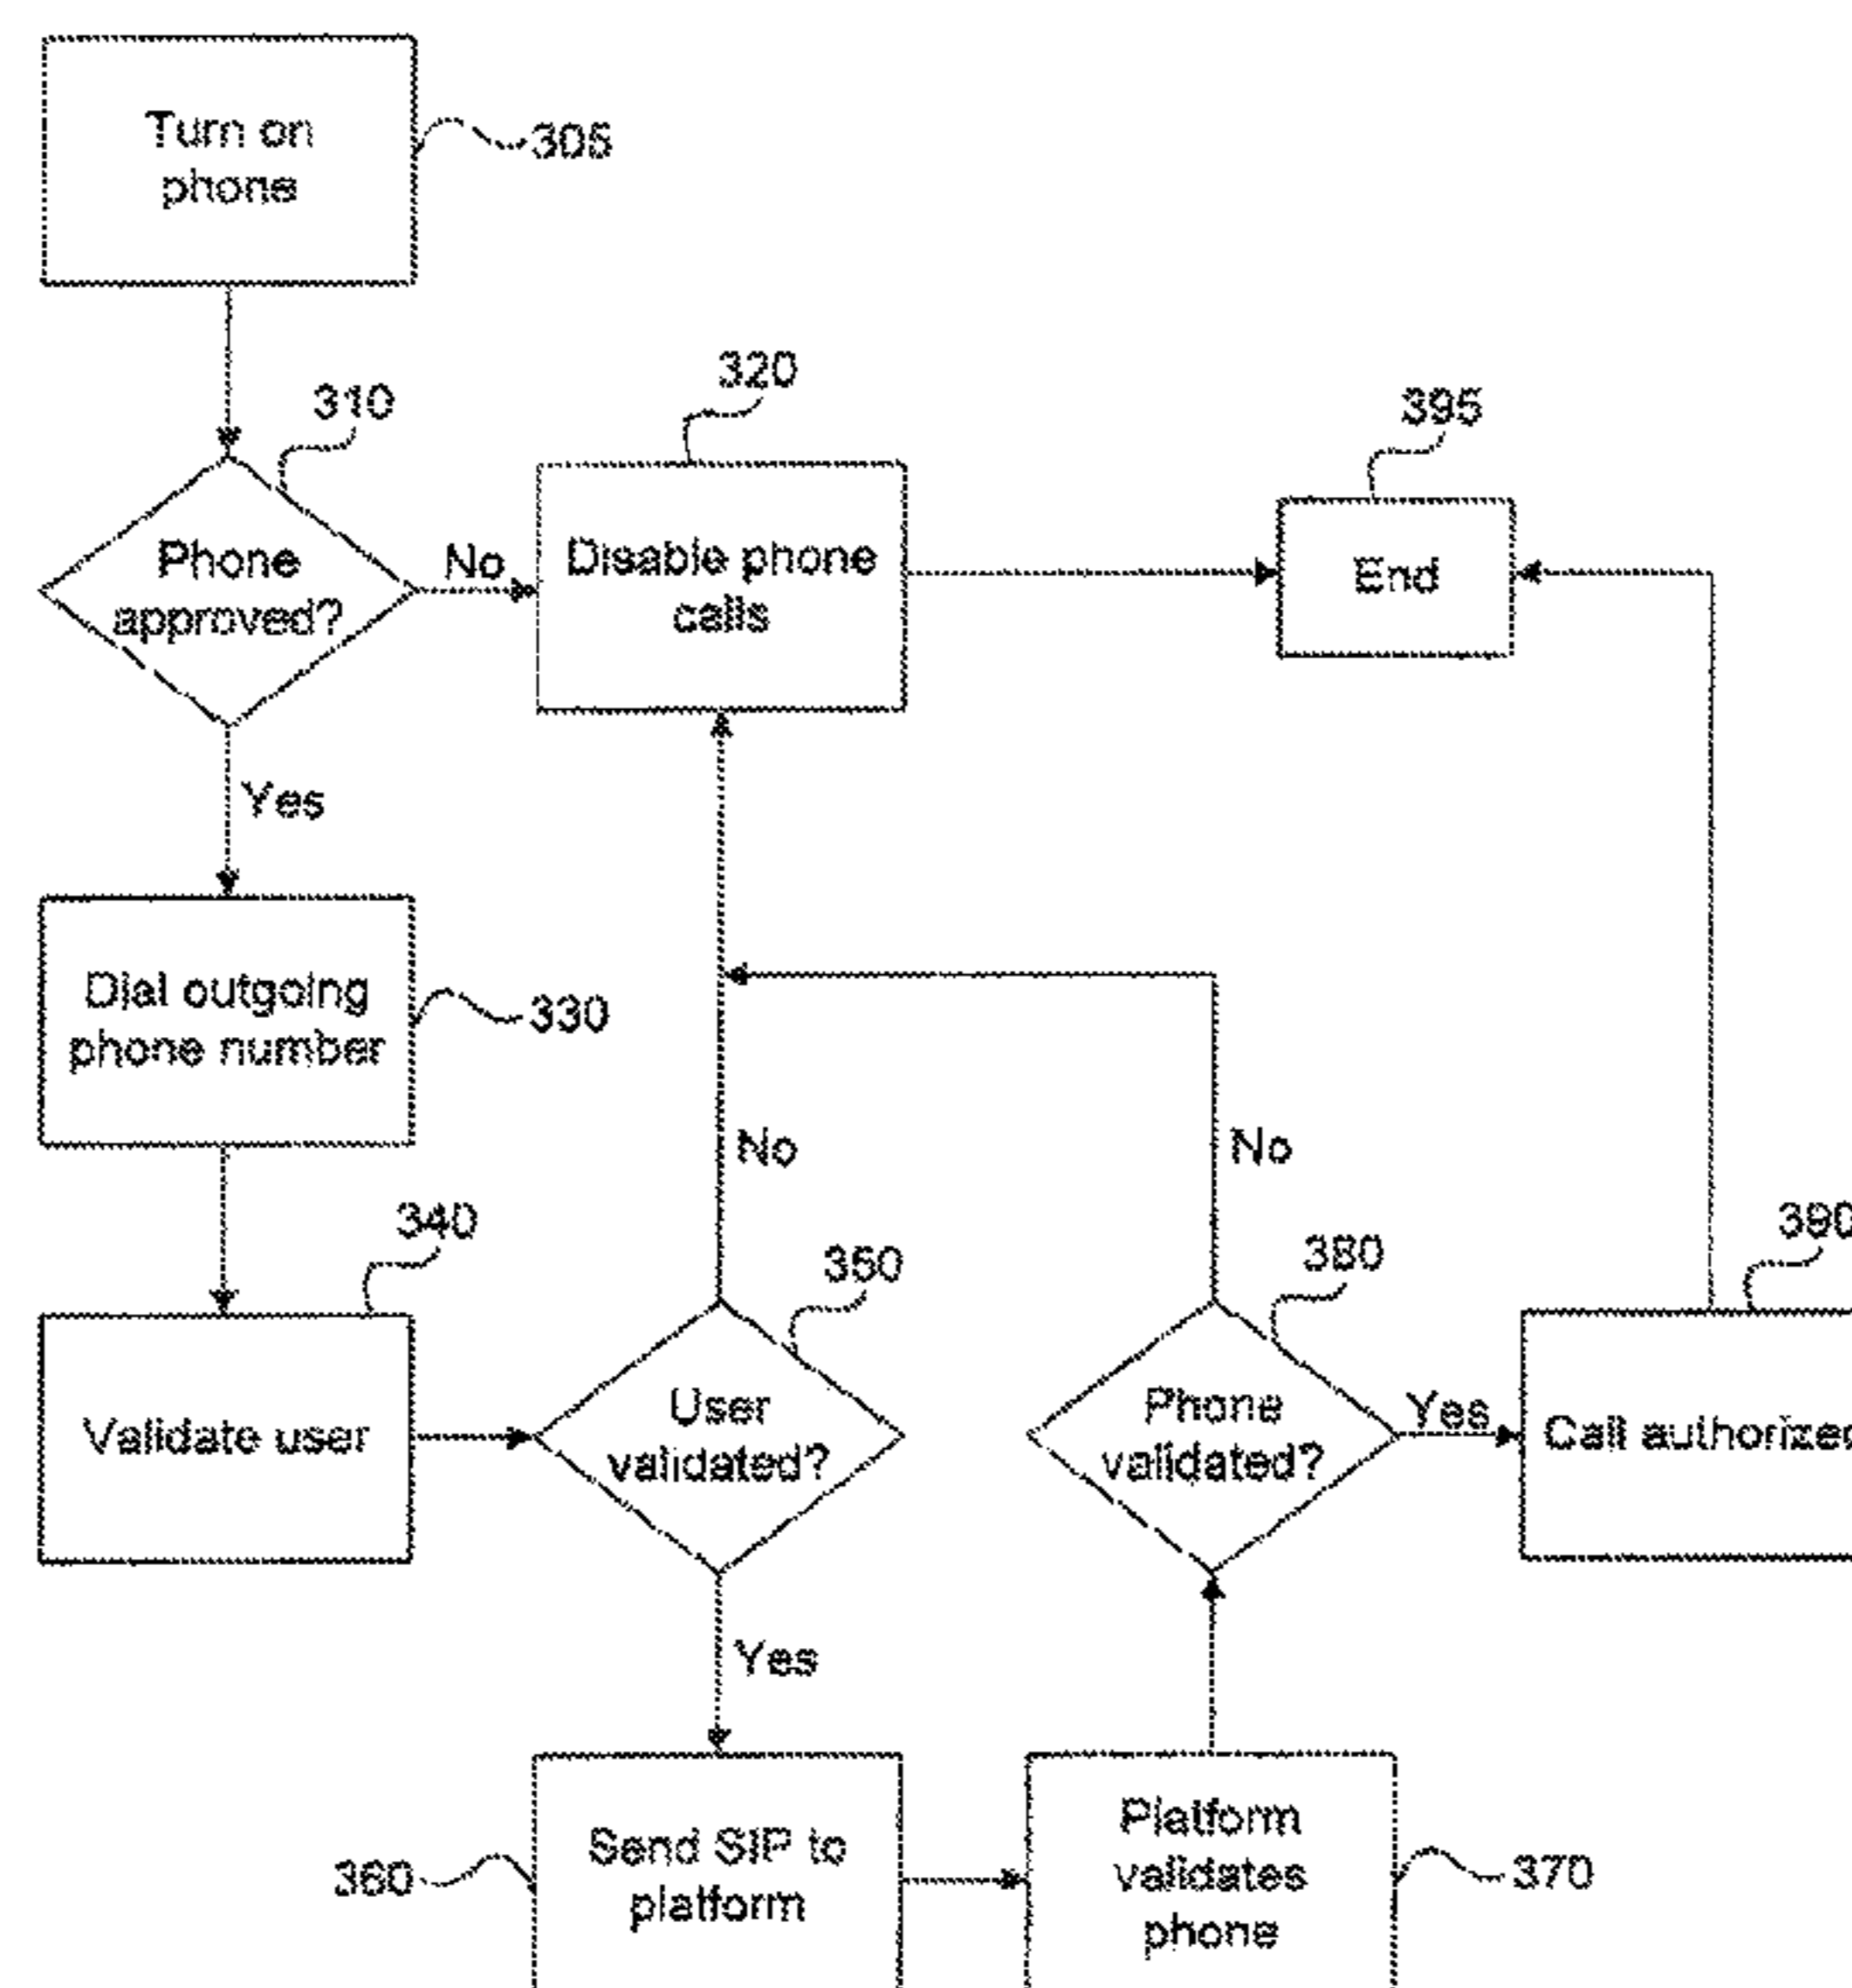 Turn on
phone
305
310
320
395
Phone
approved?
No
Disable phone
calls
End
Yes
Dial outgoing
phone number
330
No
No
340
350
380
390
Validate user
User
validated?
Phone
validated?
Yes
Call authorized
Yes
360
Send SIP to
platform
Platform
validates
phone
370